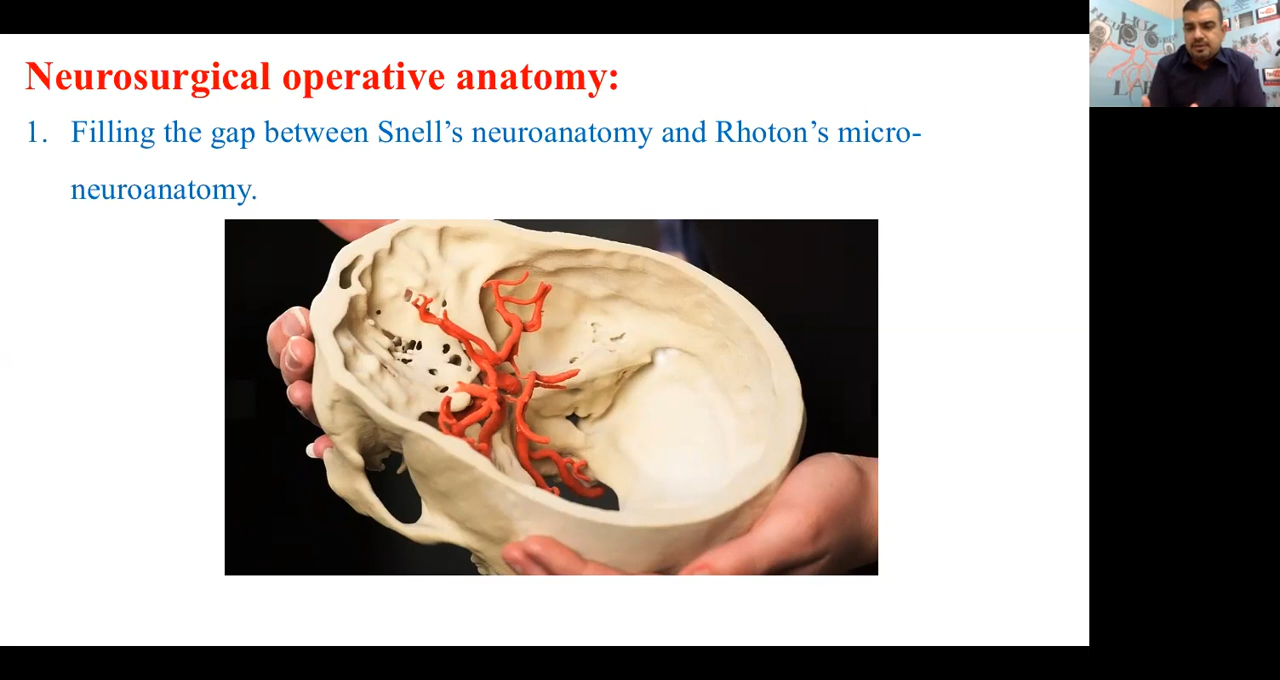 Neurosurgical operative anatomy:
1. Filling the gap between Snell’s neuroanatomy and Rhoton’s micro-
neuroanatomy.